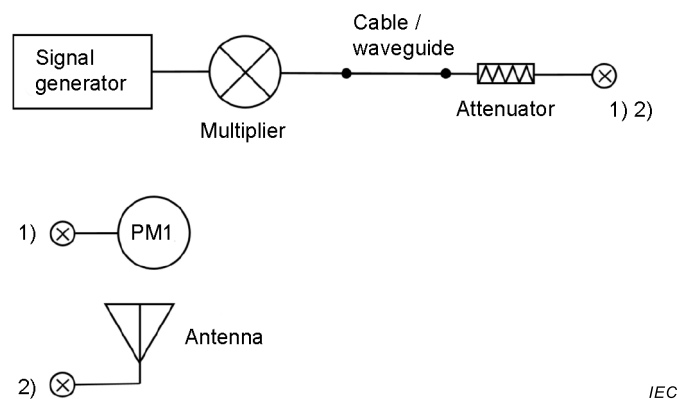 Signal
generator
Multiplier
Cable /
waveguide
Attenuator
1) 2)
1)
PM1
Antenna
2)
IEC